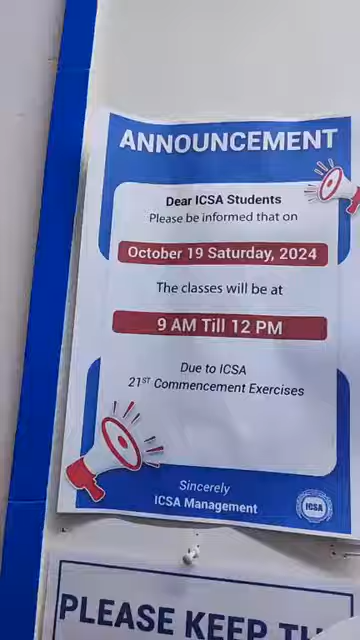 ANNOUNCEMENT
Dear ICSA Students
Please be informed that on
October 19 Saturday, 2024
The classes will be at
9 AM Till 12 PM
Due to ICSA
21ST Commencement Exercises
Sincerely
ICSA Management
ICSA
PLEASE KEEP